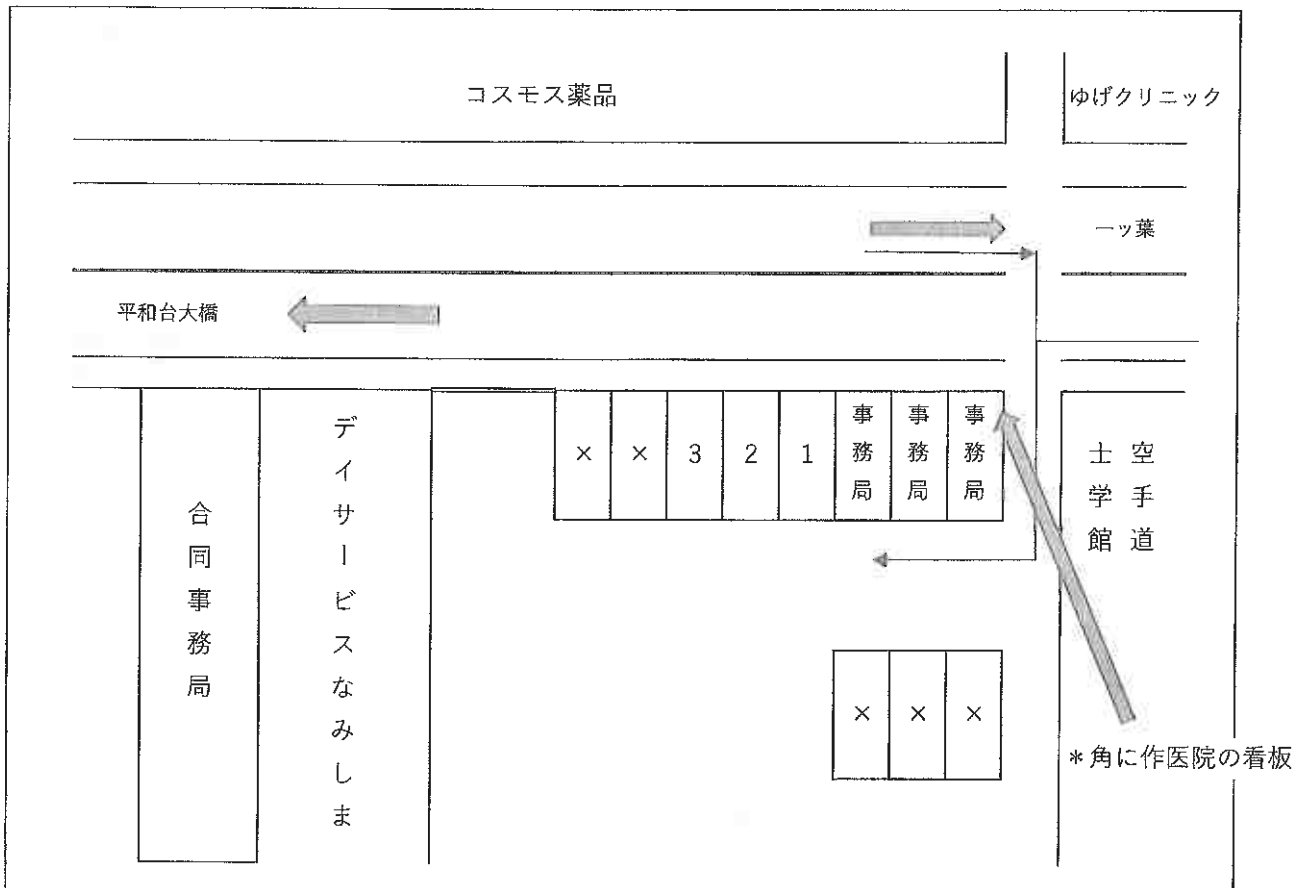 コスモス薬品
ゆげクリニック
一ッ葉
平和台大橋
合同事務局
デイサービスなみしま
×
×
3
2
1
事務局
事務局
事務局
空手道
士学館
×
×
×
*角に作医院の看板